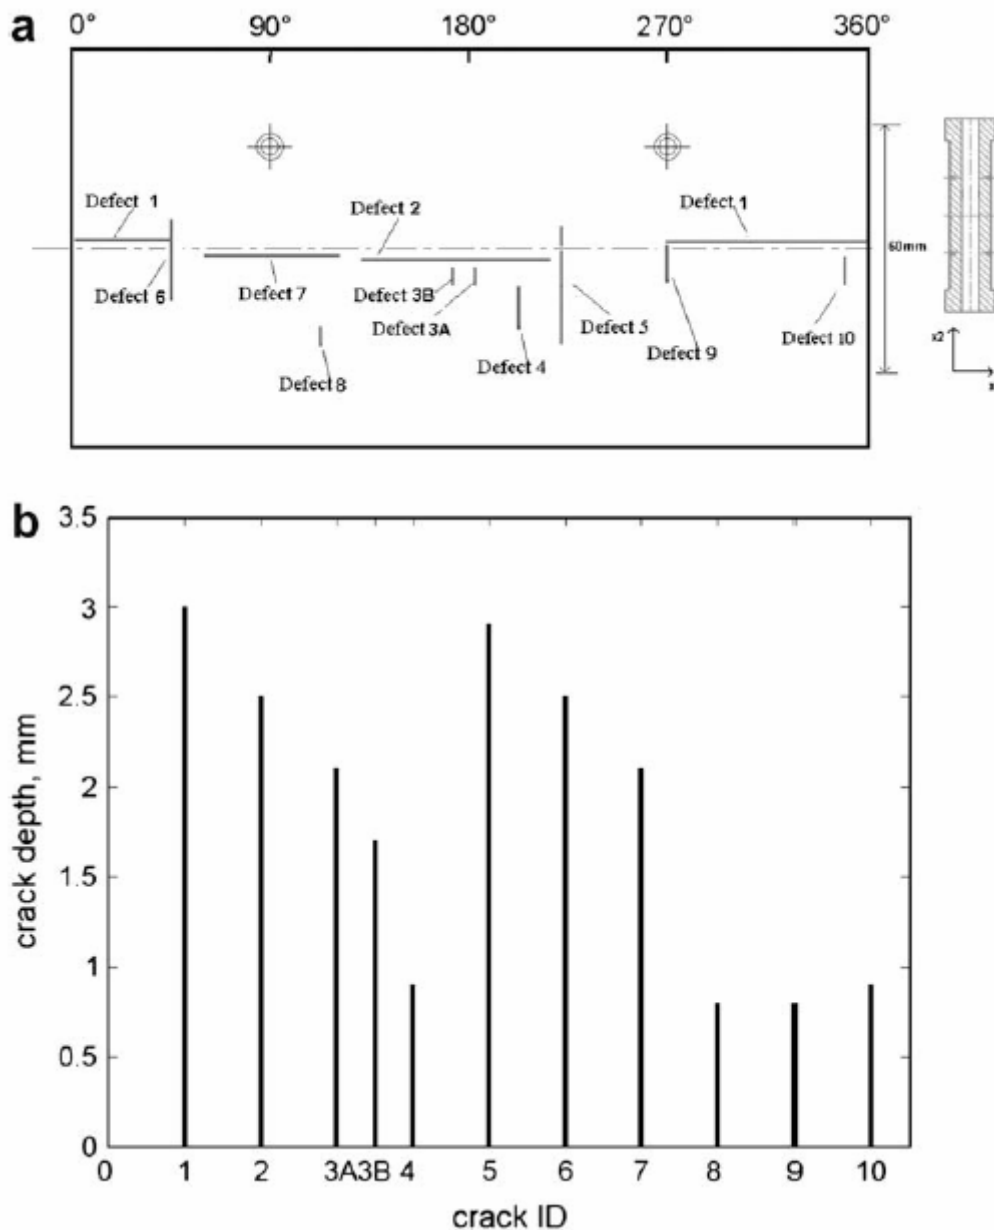 a
0° 90° 180° 270° 360°
Defect 1
Defect 2
Defect 1
60mm
Defect 6
Defect 7
Defect 3B
Defect 3A
Defect 5
Defect 10
Defect 9
Defect 4
Defect 8
x2
x
b
3.5
3
2.5
2
1.5
1
0.5
0
crack depth, mm
0 1 2 3A 3B 4 5 6 7 8 9 10
crack ID